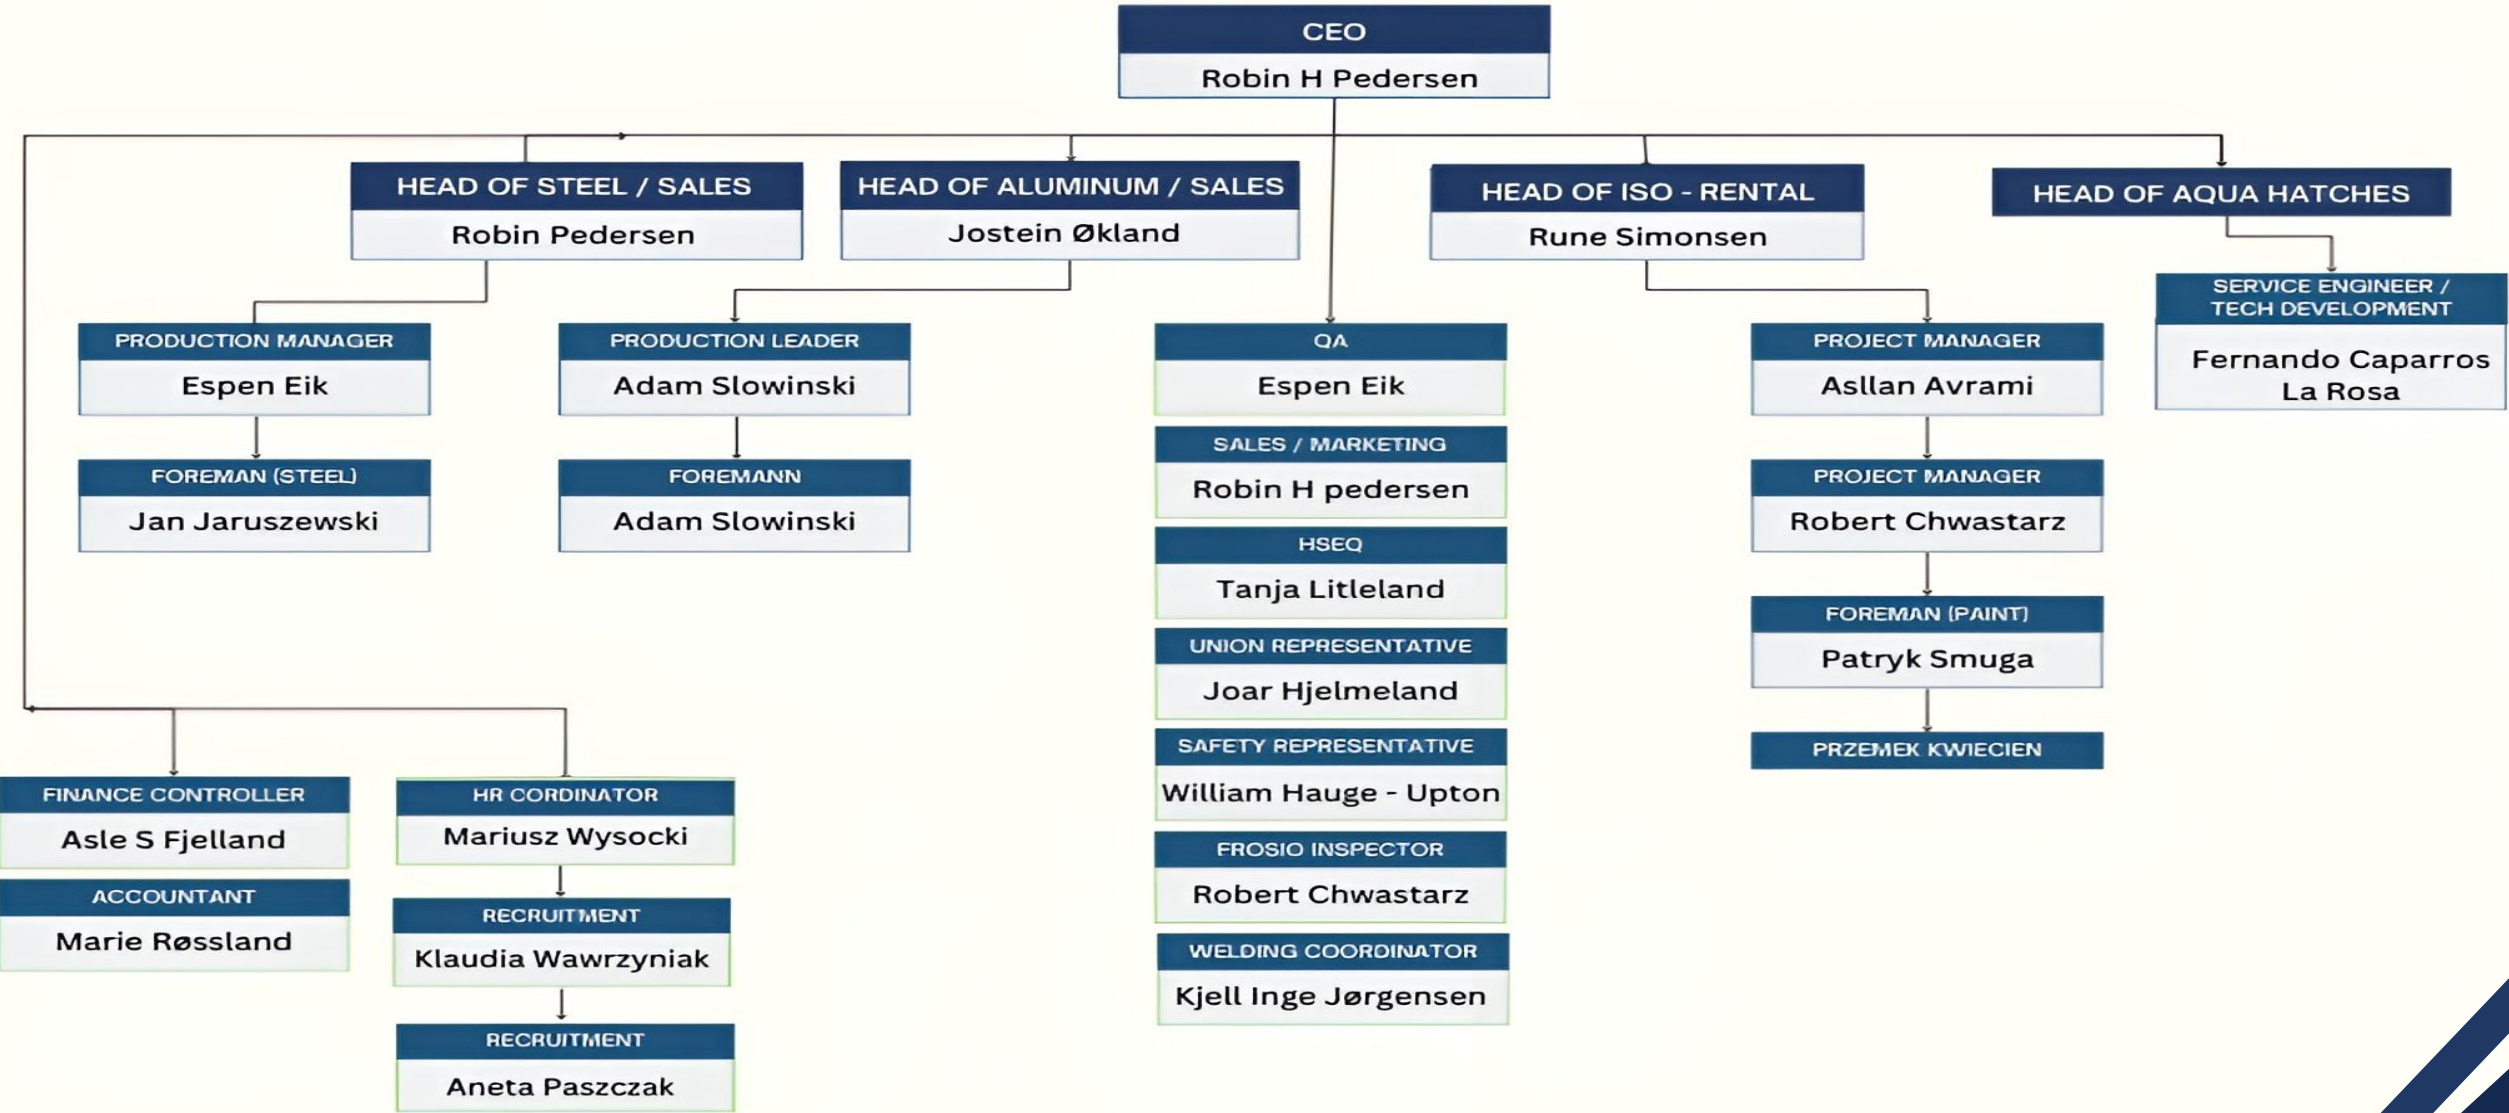 CEO
Robin H Pedersen
HEAD OF STEEL / SALES
Robin Pedersen
HEAD OF ALUMINUM / SALES
Jostein Økland
HEAD OF ISO - RENTAL
Rune Simonsen
HEAD OF AQUA HATCHES
SERVICE ENGINEER /
TECH DEVELOPMENT
Fernando Caparros
La Rosa
PRODUCTION MANAGER
Espen Eik
FOREMAN (STEEL)
Jan Jaruszewski
PRODUCTION LEADER
Adam Slowinski
FOREMANN
Adam Slowinski
QA
Espen Eik
SALES / MARKETING
Robin H pedersen
HSEQ
Tanja Litleland
UNION REPRESENTATIVE
Joar Hjelmeland
SAFETY REPRESENTATIVE
William Hauge - Upton
FROSIO INSPECTOR
Robert Chwastarz
WELDING COORDINATOR
Kjell Inge Jørgensen
PROJECT MANAGER
Asllan Avrami
PROJECT MANAGER
Robert Chwastarz
FOREMAN (PAINT)
Patryk Smuga
PRZEMEK KWIECIEN
FINANCE CONTROLLER
Asle S Fjelland
ACCOUNTANT
Marie Røssland
HR CORDINATOR
Mariusz Wysocki
RECRUITMENT
Klaudia Wawrzyniak
RECRUITMENT
Aneta Paszczak